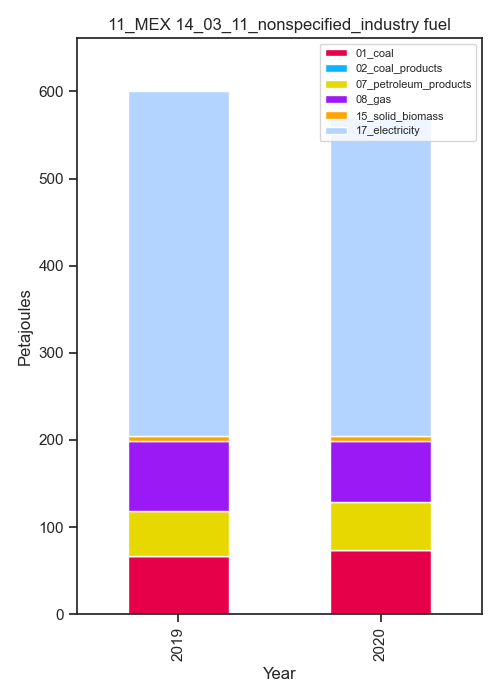 11_MEX 14_03_11_nonspecified_industry fuel
01_coal
02_coal_products
07_petroleum_products
08_gas
15_solid_biomass
17_electricity
600
500
400
300
200
100
0
Petajoules
2019
2020
Year